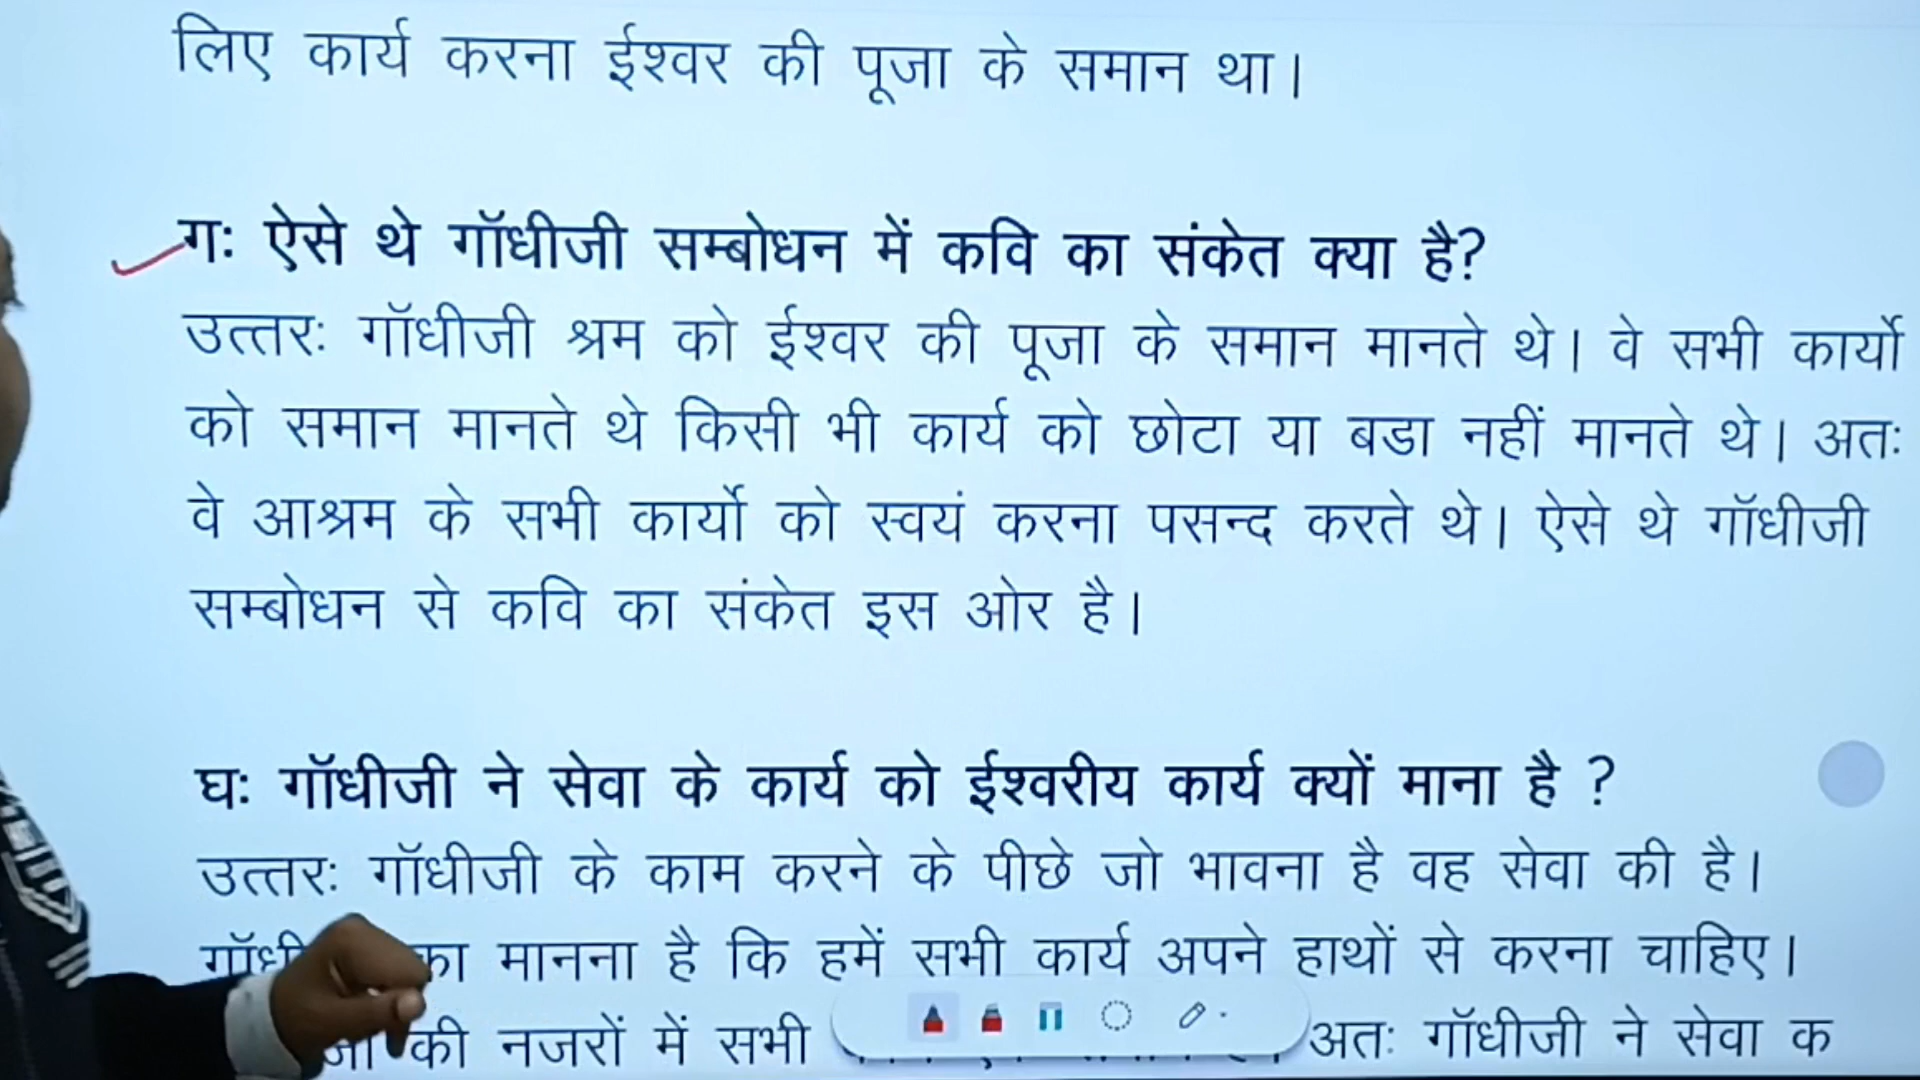 लिए कार्य करना ईश्वर की पूजा के समान था।
गः ऐसे थे गॉधीजी सम्बोधन में कवि का संकेत क्या है?
उत्तरः गॉधीजी श्रम को ईश्वर की पूजा के समान मानते थे। वे सभी कार्यो
को समान मानते थे किसी भी कार्य को छोटा या बडा नहीं मानते थे। अतः
वे आश्रम के सभी कार्यो को स्वयं करना पसन्द करते थे। ऐसे थे गॉधीजी
सम्बोधन से कवि का संकेत इस ओर है।
घः गॉधीजी ने सेवा के कार्य को ईश्वरीय कार्य क्यों माना है ?
उत्तरः गॉधीजी के काम करने के पीछे जो भावना है वह सेवा की है।
का मानना है कि हमें सभी कार्य अपने हाथों से करना चाहिए।
की नजरों में सभी अतः गॉधीजी ने सेवा क